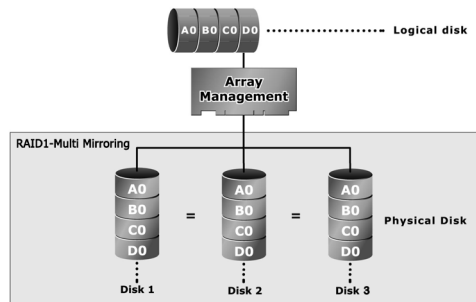 A0 B0 C0 D0 Logical disk
Array
Management
RAID1-Multi Mirroring
A0 A0 A0
B0 = B0 = B0
C0 C0 C0 Physical Disk
D0 D0 D0
Disk 1 Disk 2 Disk 3